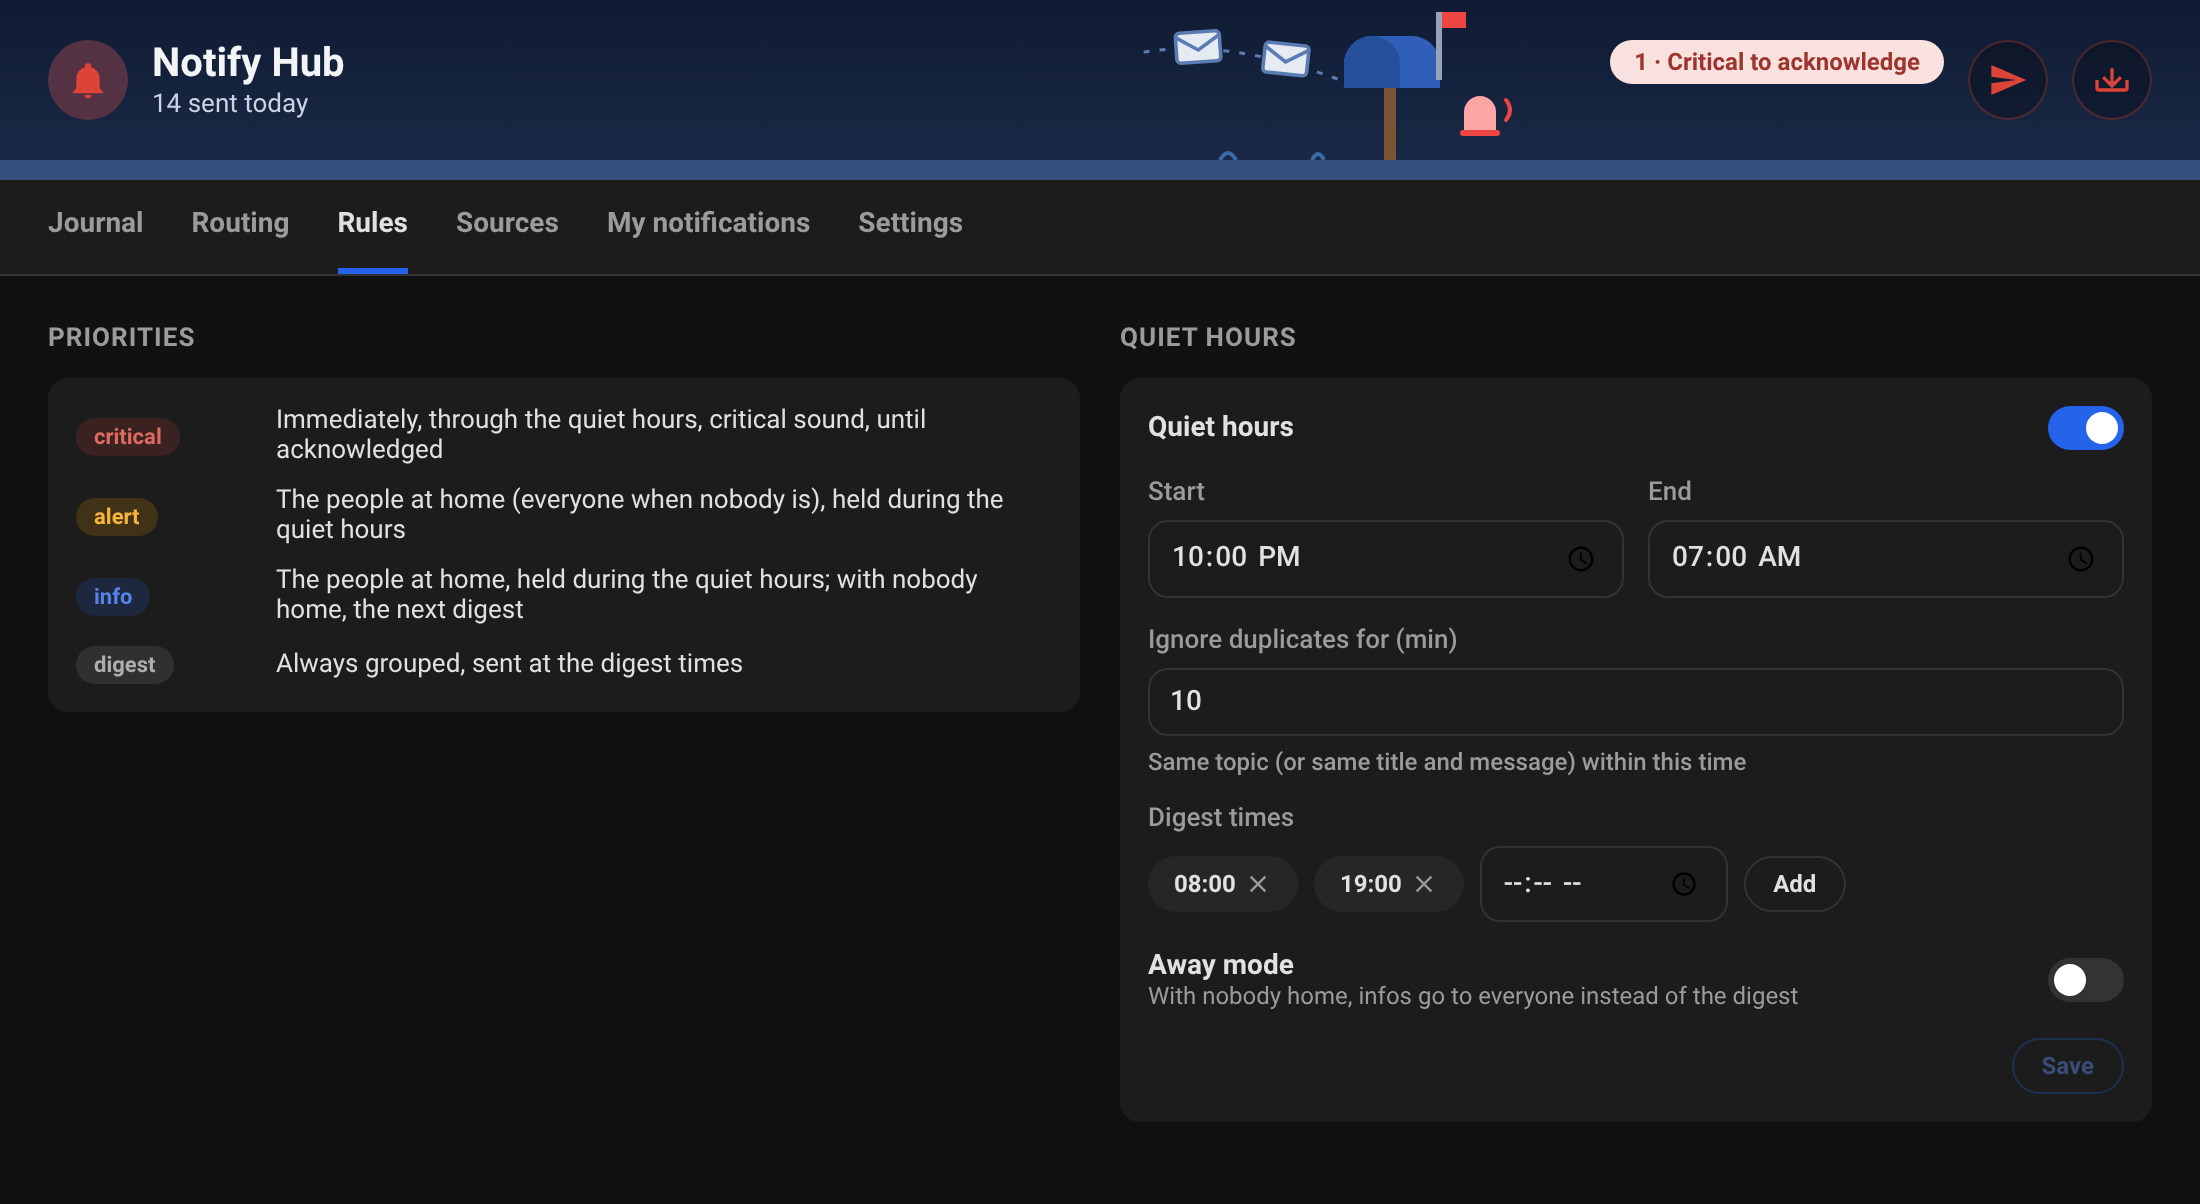 Notify Hub
14 sent today
1 · Critical to acknowledge
Journal
Routing
Rules
Sources
My notifications
Settings
PRIORITIES
critical
Immediately, through the quiet hours, critical sound, until
acknowledged
alert
The people at home (everyone when nobody is), held during the
quiet hours
info
The people at home, held during the quiet hours; with nobody
home, the next digest
digest
Always grouped, sent at the digest times
QUIET HOURS
Quiet hours
Start
End
10:00 PM
07:00 AM
Ignore duplicates for (min)
10
Same topic (or same title and message) within this time
Digest times
08:00
19:00
--:-- --
Add
Away mode
With nobody home, infos go to everyone instead of the digest
Save